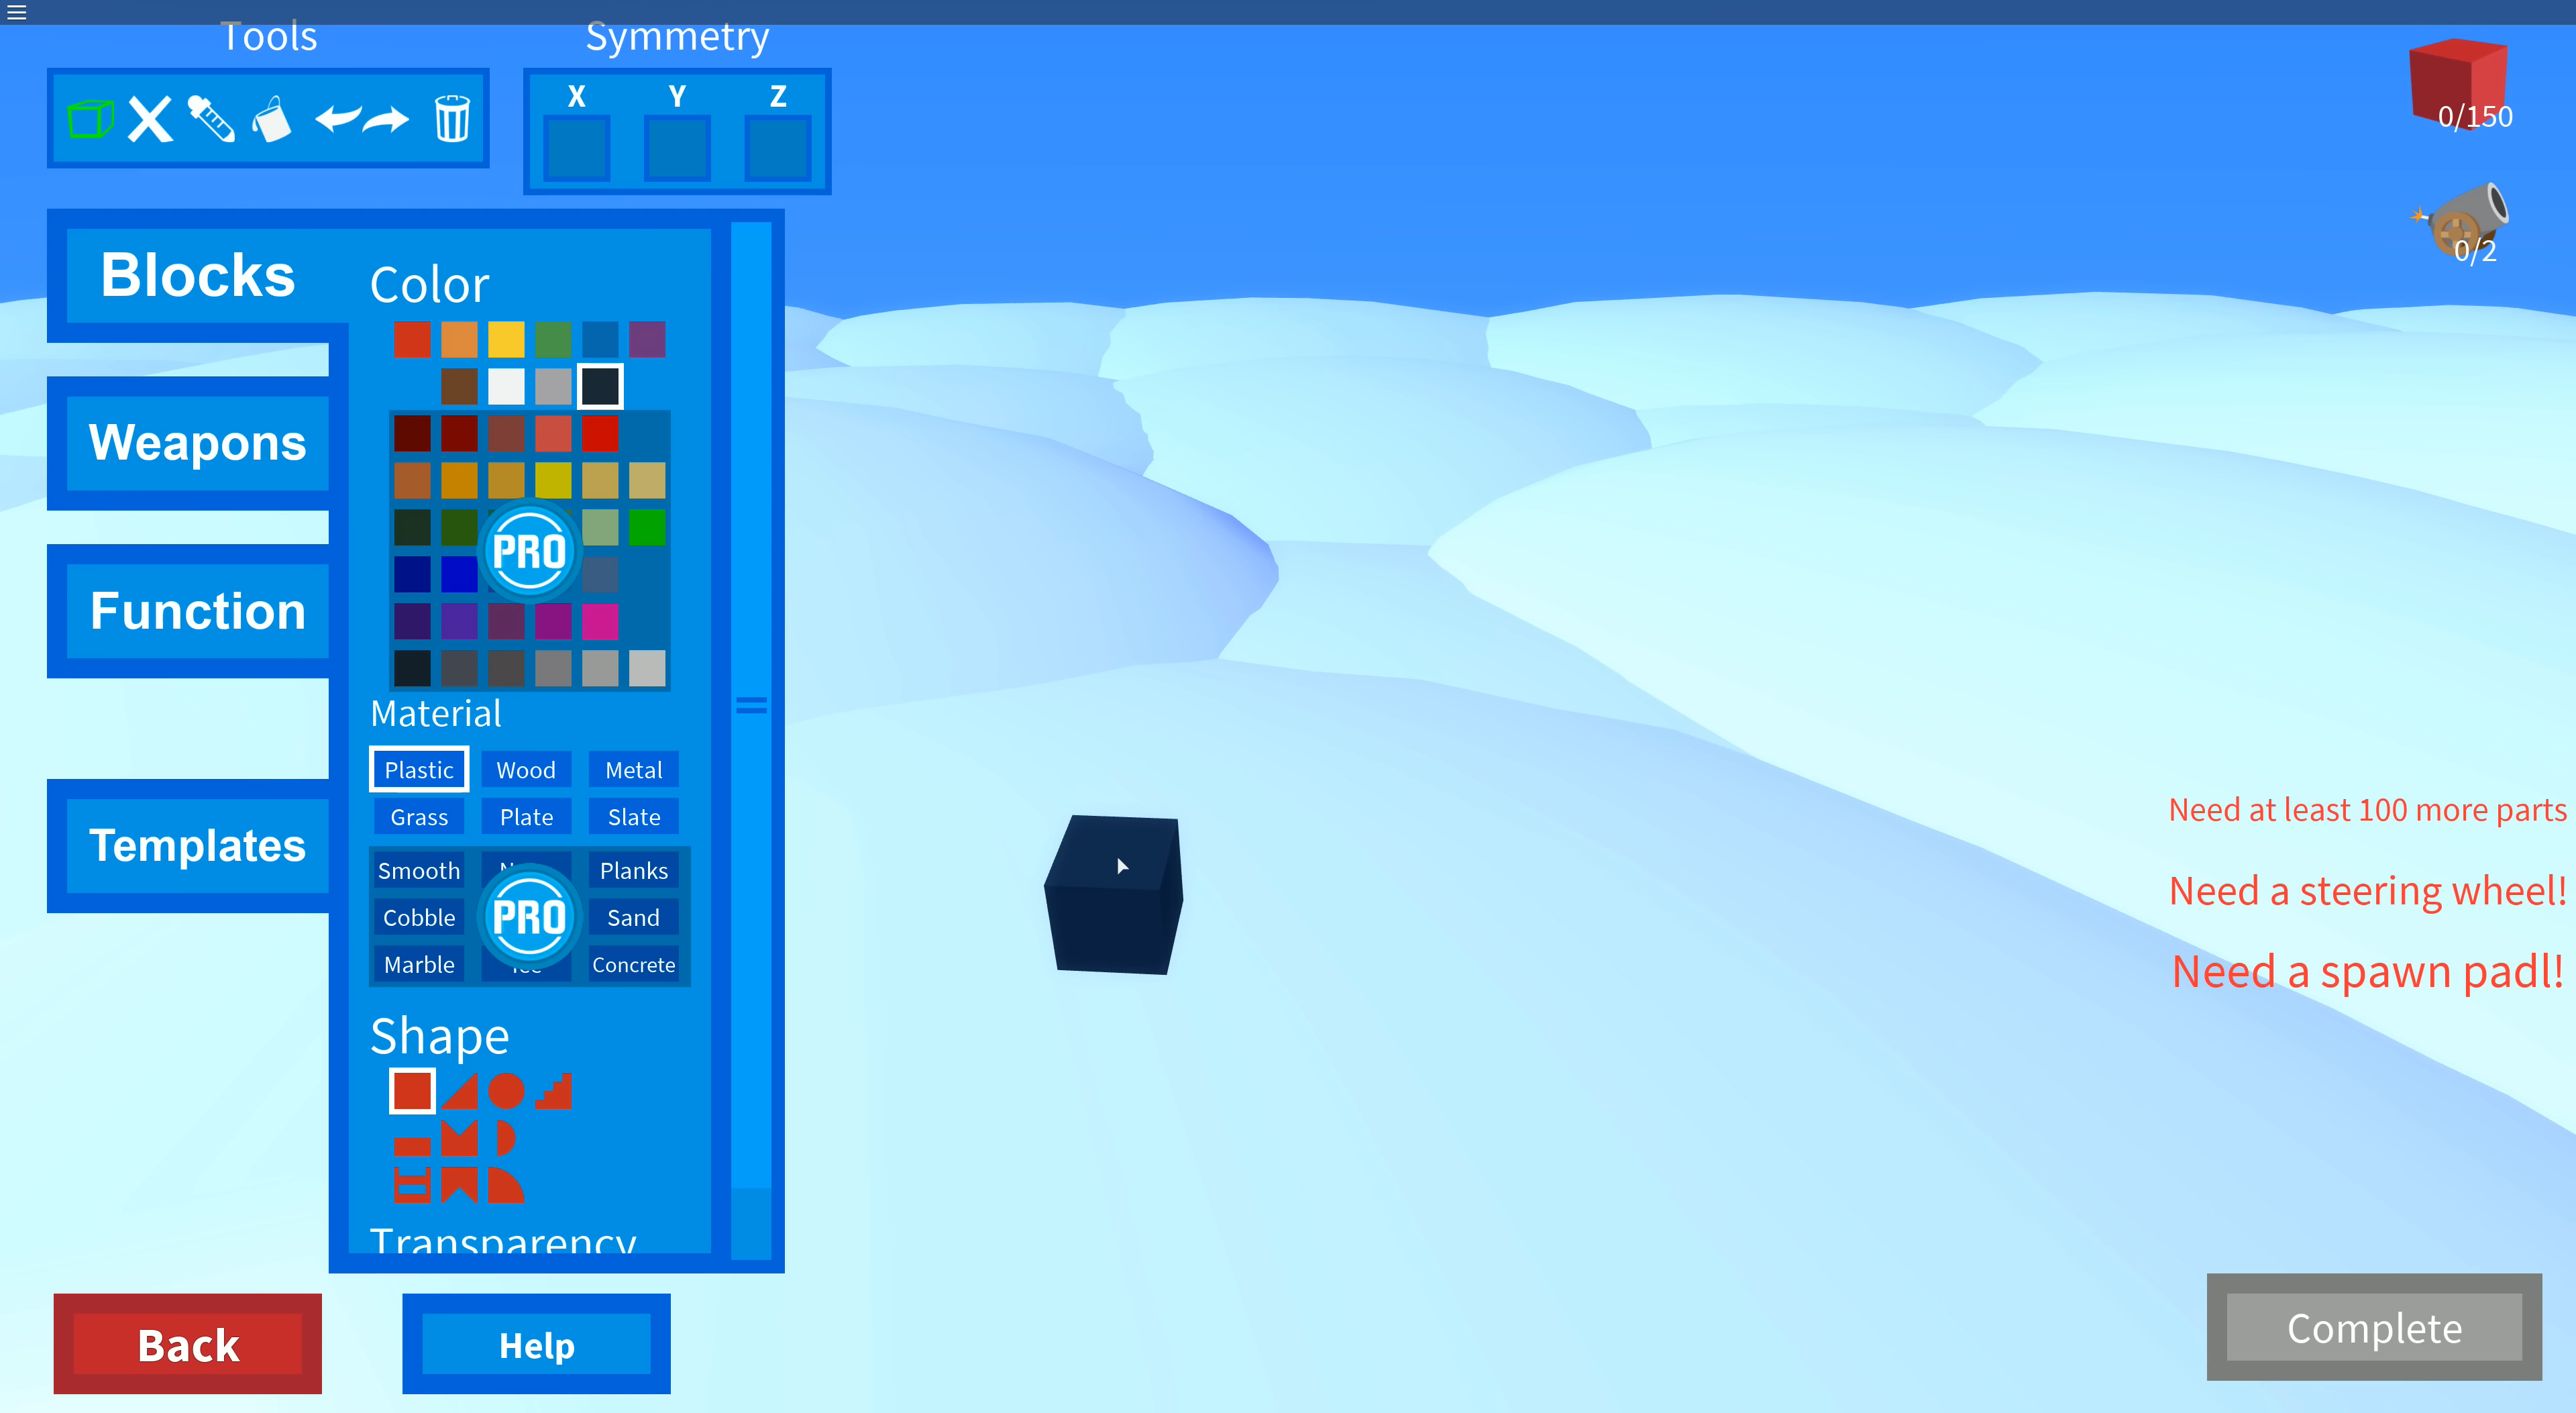 Tools
Symmetry
X Y Z
0/150
0/2
Blocks
Weapons
Function
Templates
Color
PRO
Material
Plastic Wood Metal
Grass Plate Slate
Smooth Planks
Cobble PRO Sand
Marble Concrete
Shape
Transparency
Need at least 100 more parts
Need a steering wheel!
Need a spawn padl!
Back
Help
Complete